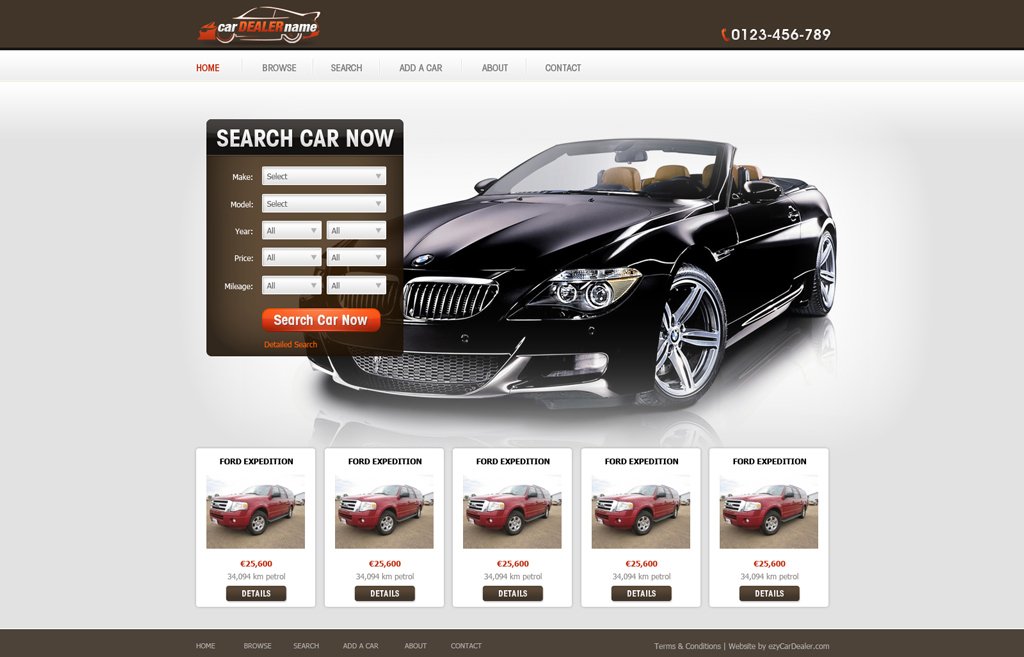 car DEALER name
0123-456-789
HOME BROWSE SEARCH ADD A CAR ABOUT CONTACT
SEARCH CAR NOW
Make: Select
Model: Select
Year: All All
Price: All All
Mileage: All All
Search Car Now
Detailed Search
FORD EXPEDITION FORD EXPEDITION FORD EXPEDITION FORD EXPEDITION FORD EXPEDITION
€25,600 €25,600 €25,600 €25,600 €25,600
34,094 km petrol 34,094 km petrol 34,094 km petrol 34,094 km petrol 34,094 km petrol
DETAILS DETAILS DETAILS DETAILS DETAILS
HOME BROWSE SEARCH ADD A CAR ABOUT CONTACT Terms & Conditions | Website by ezyCarDealer.com